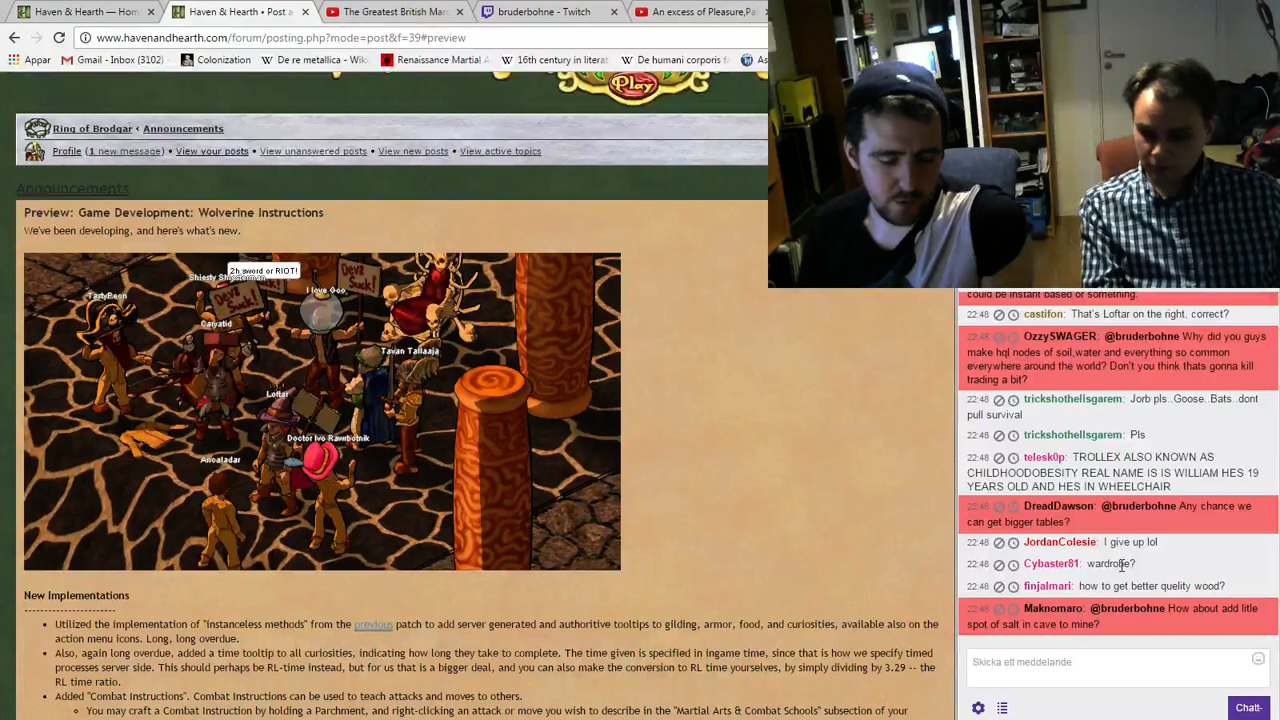 Haven & Hearth — Hom
Haven & Hearth • Post a
The Greatest British Mar
bruderbohne - Twitch
An excess of Pleasure,Pa
www.havenandhearth.com/forum/posting.php?mode=post&f=39#preview
Appar
Gmail - Inbox (3102)
Colonization
De re metallica - Wik
Renaissance Martial A
16th century in literat
De humani corporis fa
As
Play
Ring of Brodgar ‹ Announcements
Profile (1 new message) • View your posts • View unanswered posts • View new posts • View active topics
Announcements
Preview: Game Development: Wolverine Instructions
We've been developing, and here's what's new.
2h sword or RIOT!
I love Goo
TastyPeon
Caryatid
Tavan Tallaaja
Loftar
Doctor Ivo Rawrbotnik
Ancaladar
New Implementations
------------------------
• Utilized the implementation of "instanceless methods" from the previous patch to add server generated and authoritive tooltips to gilding, armor, food, and curiosities, available also on the
action menu icons. Long, long overdue.
• Also, again long overdue, added a time tooltip to all curiosities, indicating how long they take to complete. The time given is specified in ingame time, since that is how we specify timed
processes server side. This should perhaps be RL-time instead, but for us that is a bigger deal, and you can also make the conversion to RL time yourselves, by simply dividing by 3.29 -- the
RL time ratio.
• Added "Combat Instructions". Combat Instructions can be used to teach attacks and moves to others.
You may craft a Combat Instruction by holding a Parchment, and right-clicking an attack or move you wish to describe in the "Martial Arts & Combat Schools" subsection of your
could be instant based or something.
22:48 castifon: That's Loftar on the right, correct?
22:48 OzzySWAGER: @bruderbohne Why did you guys
make hql nodes of soil,water and everything so common
everywhere around the world? Don't you think thats gonna kill
trading a bit?
22:48 trickshothellsgarem: Jorb pls..Goose..Bats..dont
pull survival
22:48 trickshothellsgarem: Pls
22:48 telesk0p: TROLLEX ALSO KNOWN AS
CHILDHOODOBESITY REAL NAME IS IS WILLIAM HES 19
YEARS OLD AND HES IN WHEELCHAIR
22:48 DreadDawson: @bruderbohne Any chance we
can get bigger tables?
22:48 JordanColesie: I give up lol
22:48 Cybaster81: wardrobe?
22:48 finjalmari: how to get better quelity wood?
22:48 Maknomaro: @bruderbohne How about add litle
spot of salt in cave to mine?
Skicka ett meddelande
Chatt-